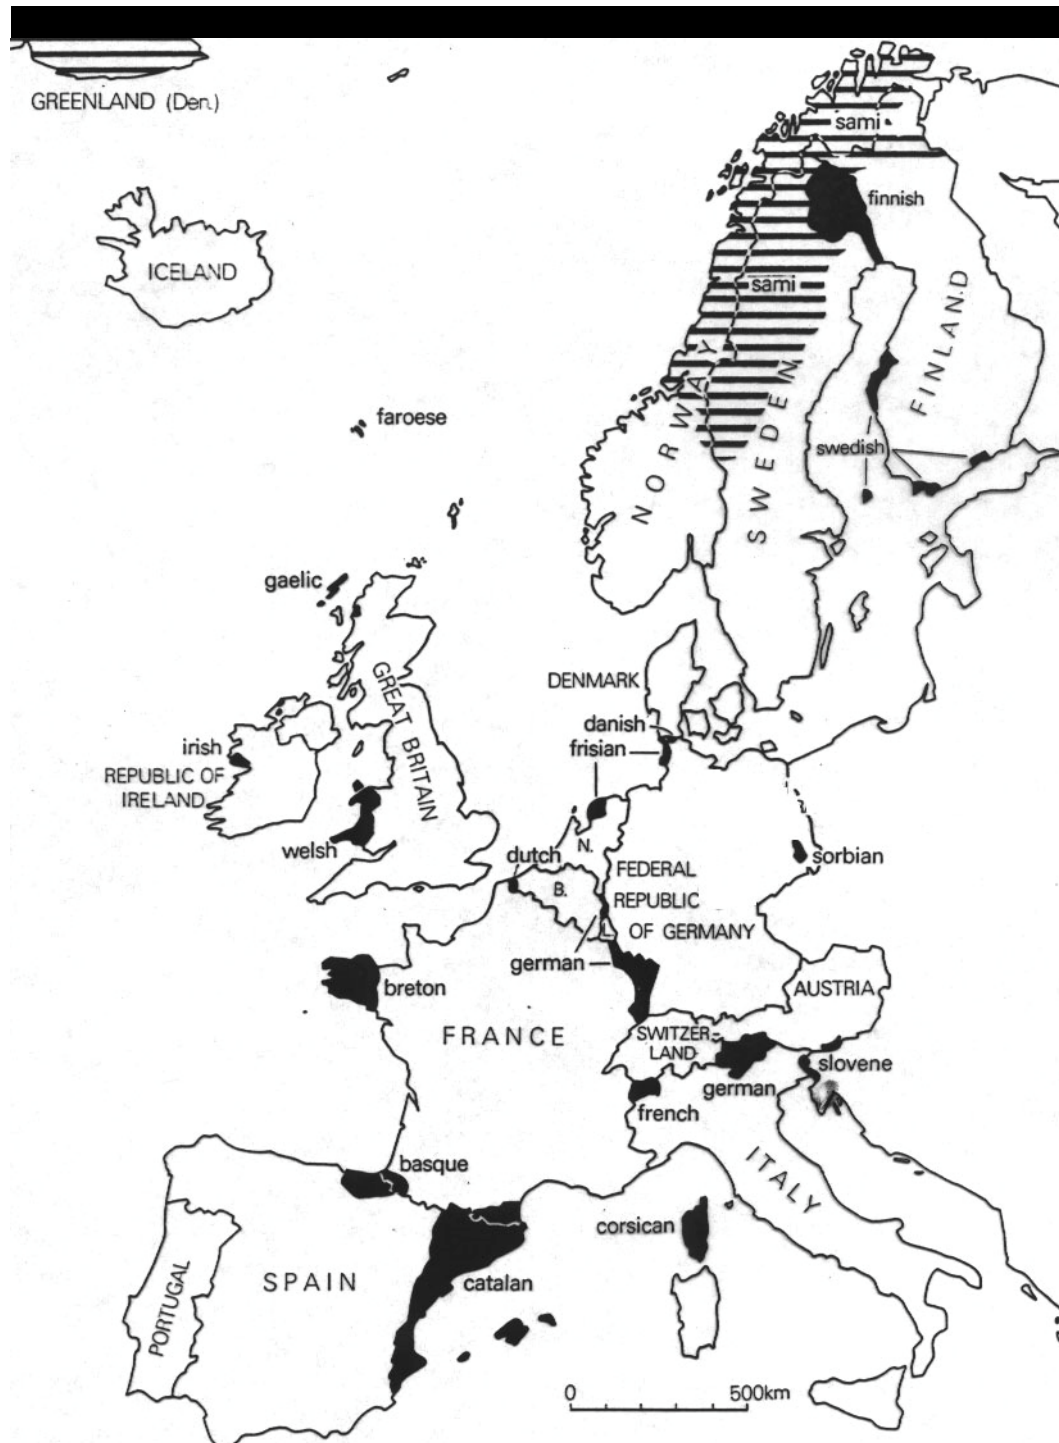 GREENLAND (Den.)
sami
finnish
ICELAND
sami
NORWAY
SWEDEN
FINLAND
faroese
swedish
gaelic
GREAT BRITAIN
DENMARK
danish
frisian
irish
REPUBLIC OF
IRELAND
welsh
dutch
N.
B.
L.
sorbian
FEDERAL
REPUBLIC
OF GERMANY
german
breton
AUSTRIA
FRANCE
SWITZER-
LAND
slovene
german
french
basque
ITALY
corsican
SPAIN
catalan
PORTUGAL
0 500km